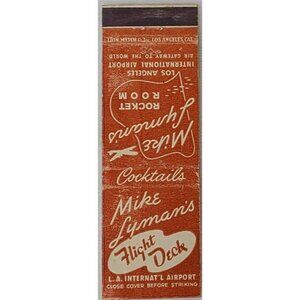 Mike
Lyman's
ROCKET
ROOM
LOS ANGELES
INTERNATIONAL AIRPORT
AIR GATEWAY TO THE WORLD
Cocktails
Mike
Lyman's
Flight
Deck
L.A. INTERNAT'L AIRPORT
CLOSE COVER BEFORE STRIKING